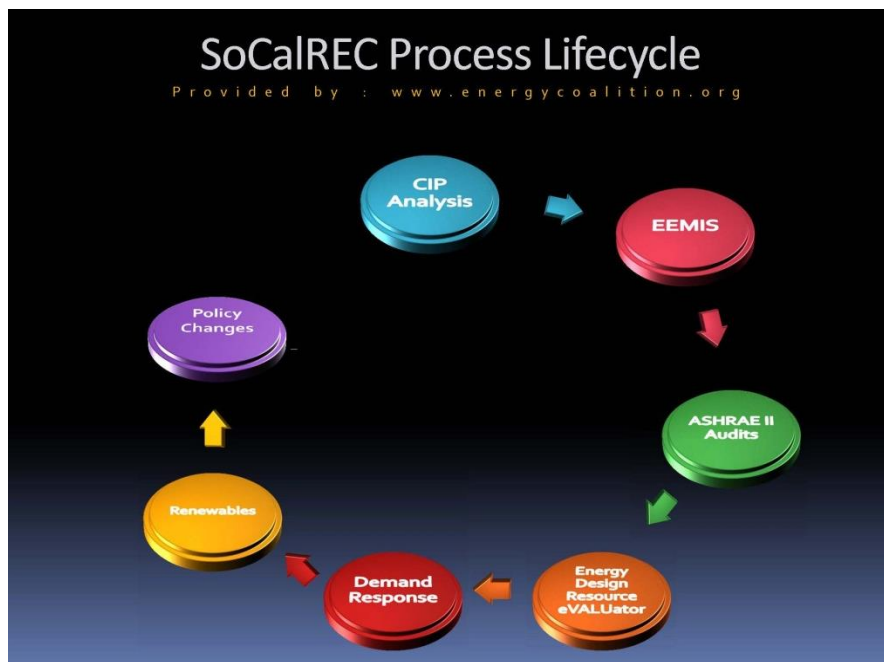 SoCalREC Process Lifecycle
Provided by : www.energycoalition.org
CIP
Analysis
EEMIS
ASHRAE II
Audits
Energy
Design
Resource
eVALUator
Demand
Response
Renewables
Policy
Changes